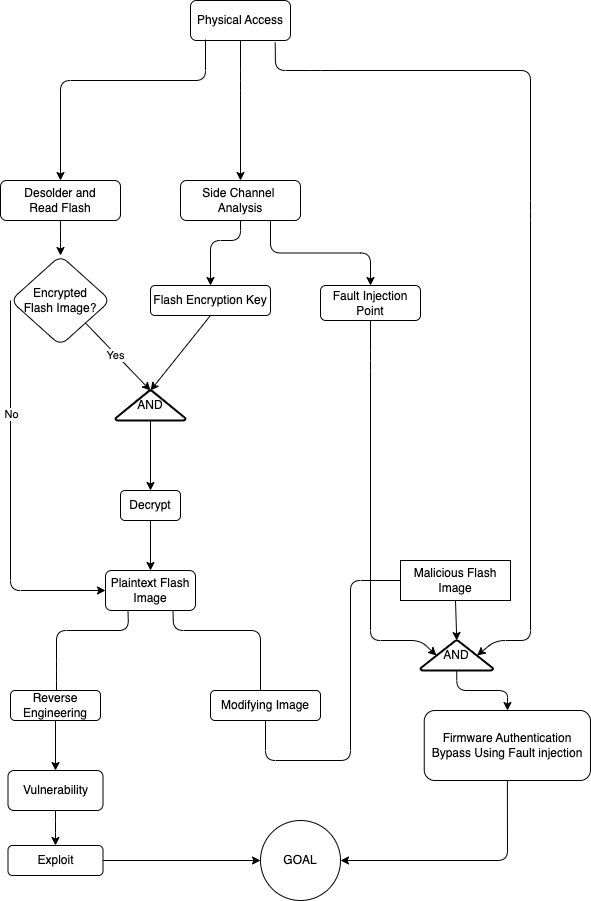 Physical Access
Desolder and
Read Flash
Side Channel
Analysis
Encrypted
Flash Image?
Flash Encryption Key
Fault Injection
Point
Yes
AND
No
Decrypt
Plaintext Flash
Image
Malicious Flash
Image
AND
Reverse
Engineering
Modifying Image
Firmware Authentication
Bypass Using Fault injection
Vulnerability
Exploit
GOAL